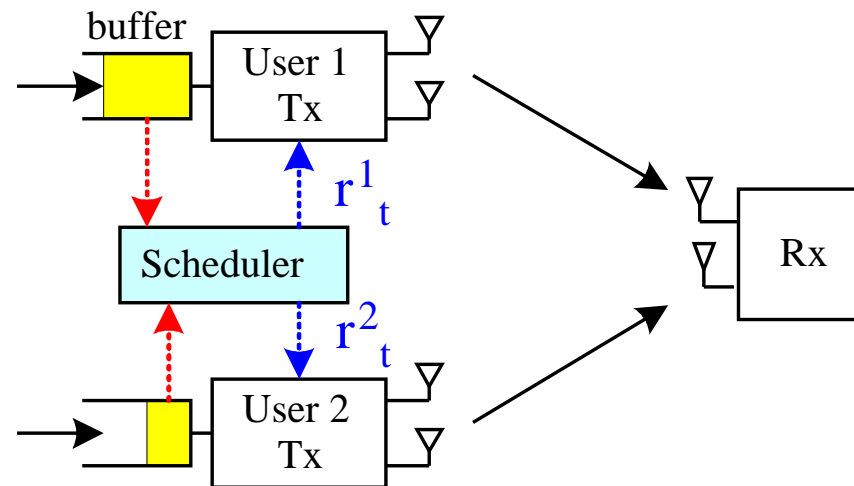 buffer
User 1
Tx
r¹ₜ
Scheduler
Rx
r²ₜ
User 2
Tx